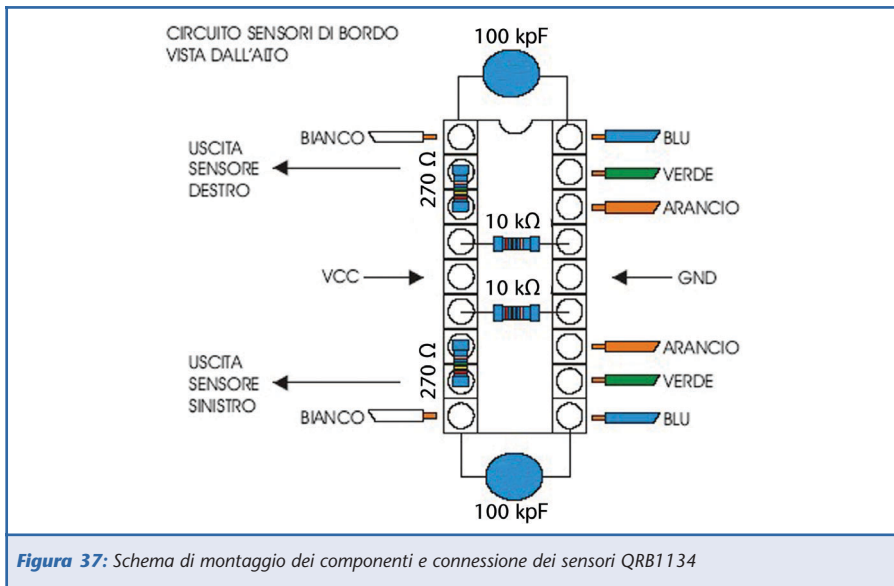 CIRCUITO SENSORI DI BORDO
VISTA DALL'ALTO
100 kpF
BIANCO
BLU
USCITA
SENSORE
DESTRO
270 Ω
VERDE
ARANCIO
10 kΩ
VCC
GND
10 kΩ
USCITA
SENSORE
SINISTRO
270 Ω
ARANCIO
VERDE
BIANCO
BLU
100 kpF
Figura 37: Schema di montaggio dei componenti e connessione dei sensori QRB1134